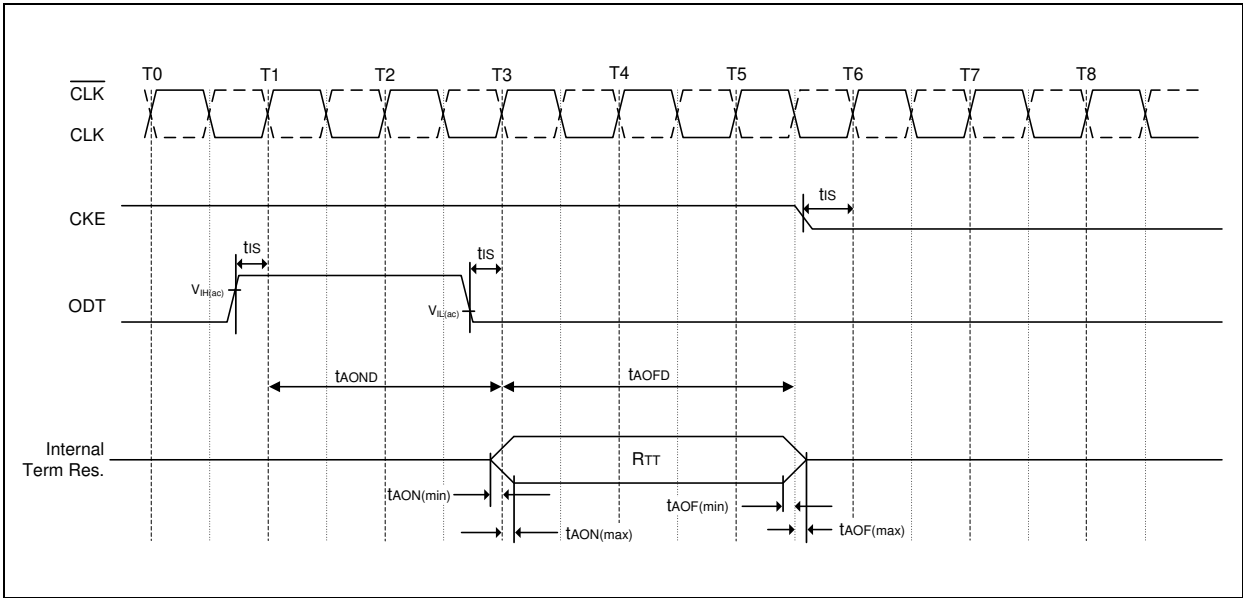 T0 T1 T2 T3 T4 T5 T6 T7 T8
CLK
CLK
CKE
tIS
tIS
tIS
VIH(ac)
VIL(ac)
ODT
tAOND
tAOFD
Internal
Term Res.
RTT
tAON(min)
tAOF(min)
tAON(max)
tAOF(max)